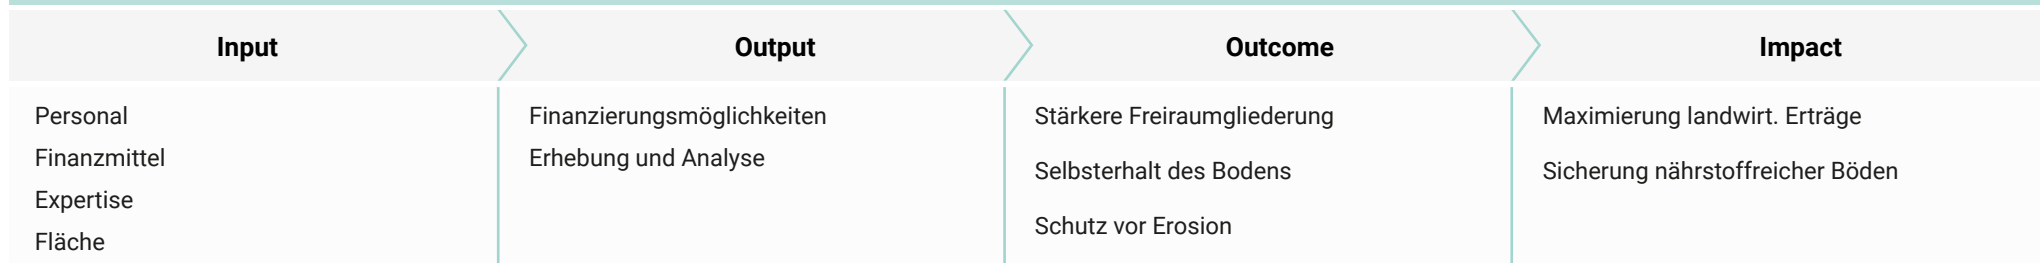 Input
Output
Outcome
Impact
Personal
Finanzmittel
Expertise
Fläche
Finanzierungsmöglichkeiten
Erhebung und Analyse
Stärkere Freiraumgliederung
Selbsterhalt des Bodens
Schutz vor Erosion
Maximierung landwirt. Erträge
Sicherung nährstoffreicher Böden